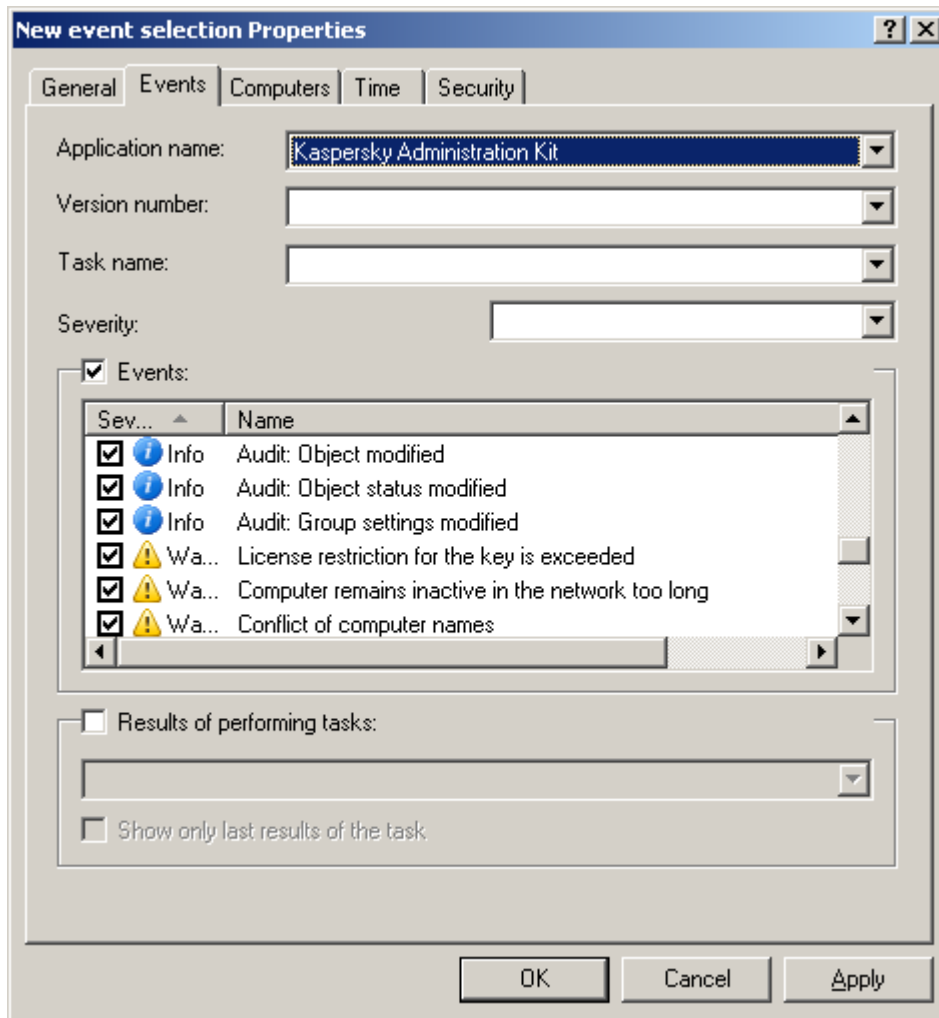 New event selection Properties
General Events Computers Time Security
Application name: Kaspersky Administration Kit
Version number:
Task name:
Severity:
Events:
Sev... Name
Info Audit: Object modified
Info Audit: Object status modified
Info Audit: Group settings modified
Wa... License restriction for the key is exceeded
Wa... Computer remains inactive in the network too long
Wa... Conflict of computer names
Results of performing tasks:
Show only last results of the task
OK Cancel Apply